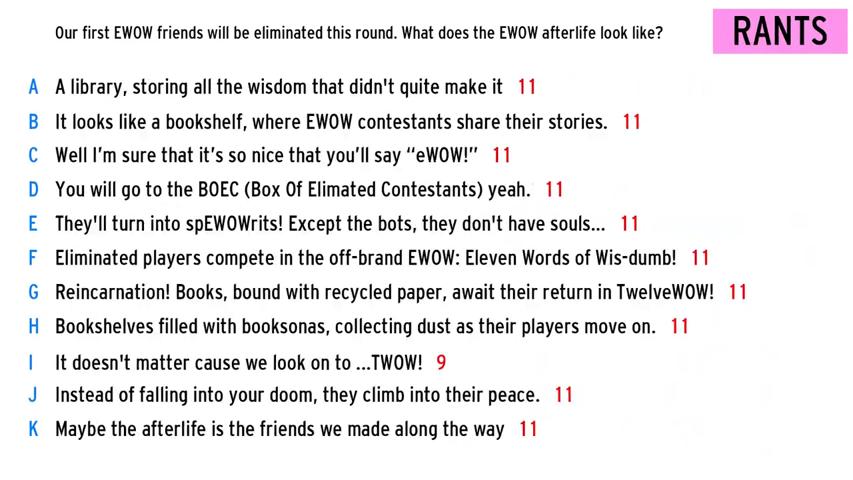 Our first EWOW friends will be eliminated this round. What does the EWOW afterlife look like?
RANTS
A A library, storing all the wisdom that didn't quite make it 11
B It looks like a bookshelf, where EWOW contestants share their stories. 11
C Well I’m sure that it’s so nice that you’ll say “eWOW!” 11
D You will go to the BOEC (Box Of Elimated Contestants) yeah. 11
E They'll turn into spEWOWrits! Except the bots, they don't have souls... 11
F Eliminated players compete in the off-brand EWOW: Eleven Words of Wis-dumb! 11
G Reincarnation! Books, bound with recycled paper, await their return in TwelveWOW! 11
H Bookshelves filled with booksonas, collecting dust as their players move on. 11
I It doesn't matter cause we look on to ...TWOW! 9
J Instead of falling into your doom, they climb into their peace. 11
K Maybe the afterlife is the friends we made along the way 11